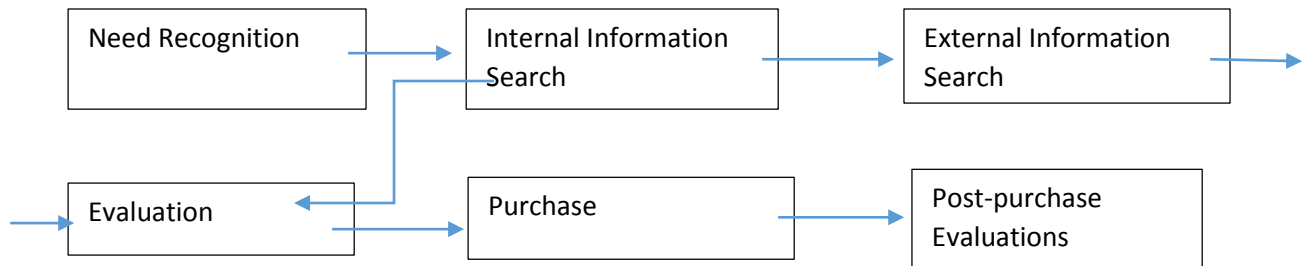 Need Recognition
Internal Information
Search
External Information
Search
Evaluation
Purchase
Post-purchase
Evaluations